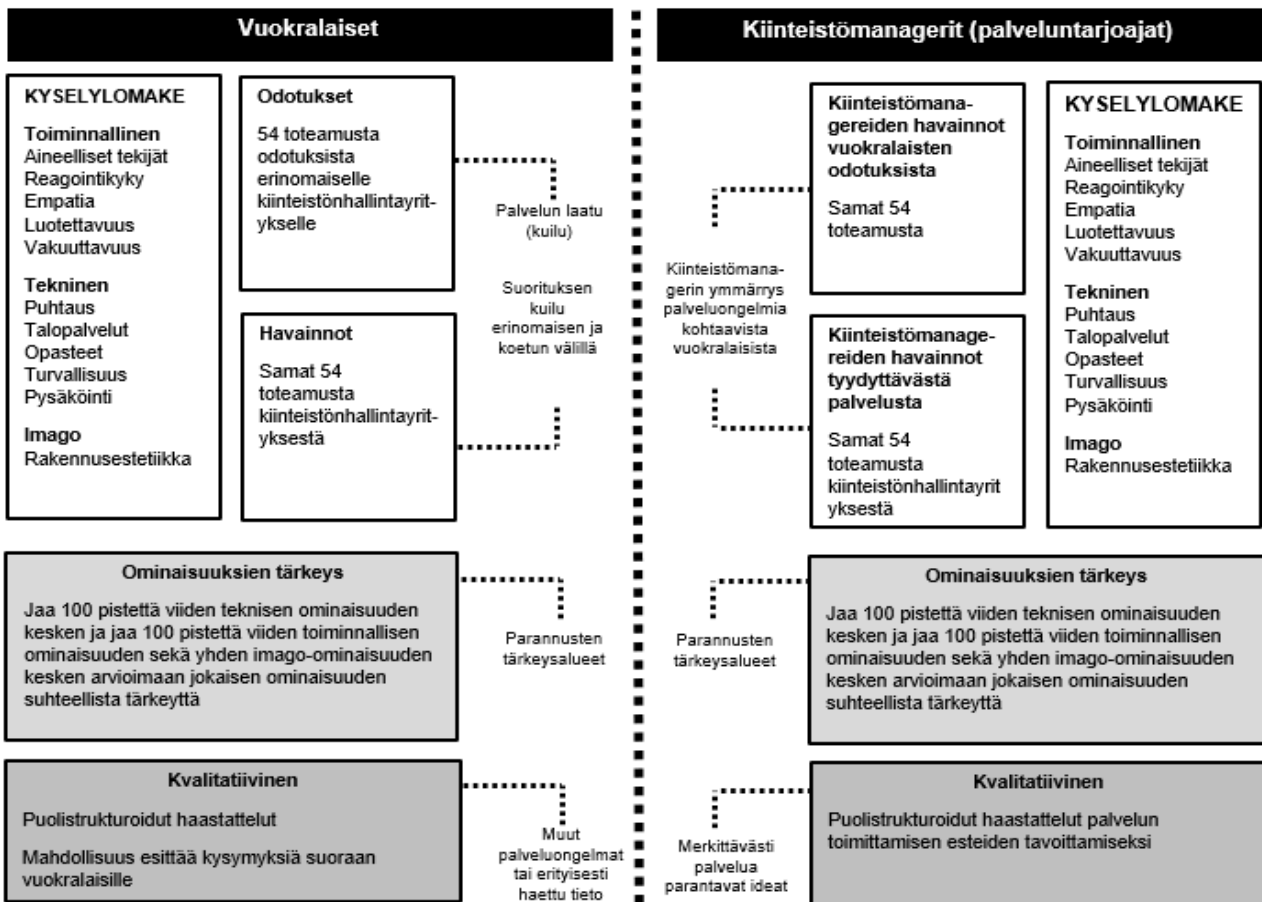 Vuokralaiset
KYSELYLOMAKE
Toiminnallinen
Aineelliset tekijät
Reagointikyky
Empatia
Luotettavuus
Vakuuttavuus
Tekninen
Puhtaus
Talopalvelut
Opasteet
Turvallisuus
Pysäköinti
Imago
Rakennusestetiikka
Odotukset
54 toteamusta
odotuksista
erinomaiselle
kiinteistönhallintayrit-
ykselle
Havainnot
Samat 54
toteamusta
kiinteistönhallintayrit-
yksestä
Palvelun laatu
(kuilu)
Suorituksen
kuilu
erinomaisen ja
koetun välillä
Ominaisuuksien tärkeys
Jaa 100 pistettä viiden teknisen ominaisuuden
kesken ja jaa 100 pistettä viiden toiminnallisen
ominaisuuden sekä yhden imago-ominaisuuden
kesken arvioimaan jokaisen ominaisuuden
suhteellista tärkeyttä
Parannusten
tärkeysalueet
Kvalitatiivinen
Puolistrukturoidut haastattelut
Mahdollisuus esittää kysymyksiä suoraan
vuokralaisille
Muut
palveluongelmat
tai erityisesti
haettu tieto
Kiinteistömanagerit (palveluntarjoajat)
Kiinteistömana-
gerin ymmärrys
palveluongelmia
kohtaavista
vuokralaisista
Kiinteistömana-
gereiden havainnot
vuokralaisten
odotuksista
Samat 54
toteamusta
Kiinteistömanage-
reiden havainnot
tyydyttävästä
palvelusta
Samat 54
toteamusta
kiinteistönhallintayrit
yksestä
KYSELYLOMAKE
Toiminnallinen
Aineelliset tekijät
Reagointikyky
Empatia
Luotettavuus
Vakuuttavuus
Tekninen
Puhtaus
Talopalvelut
Opasteet
Turvallisuus
Pysäköinti
Imago
Rakennusestetiikka
Parannusten
tärkeysalueet
Ominaisuuksien tärkeys
Jaa 100 pistettä viiden teknisen ominaisuuden
kesken ja jaa 100 pistettä viiden toiminnallisen
ominaisuuden sekä yhden imago-ominaisuuden
kesken arvioimaan jokaisen ominaisuuden
suhteellista tärkeyttä
Merkittävästi
palvelua
parantavat ideat
Kvalitatiivinen
Puolistrukturoidut haastattelut palvelun
toimittamisen esteiden tavoittamiseksi